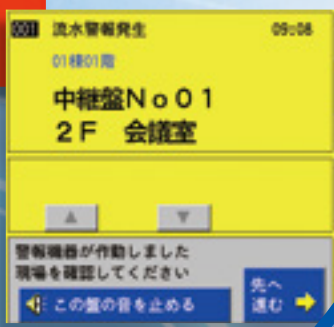 001 流水警報発生 09:08
01棟01階
中継盤No01
2F 会議室
▲ ▼
警報機器が作動しました
現場を確認してください
この盤の音を止める
先へ
進む